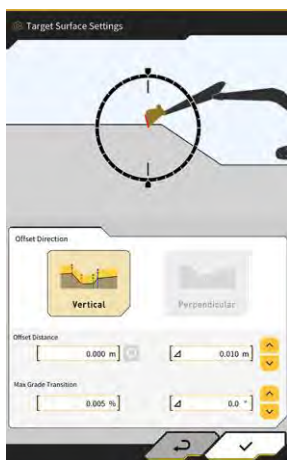 Target Surface Settings
Offset Direction
Vertical
Perpendicular
Offset Distance
[ 0.000 m] [⊿ 0.010 m]
Max Grade Transition
[ 0.005 %] [⊿ 0.0 °]